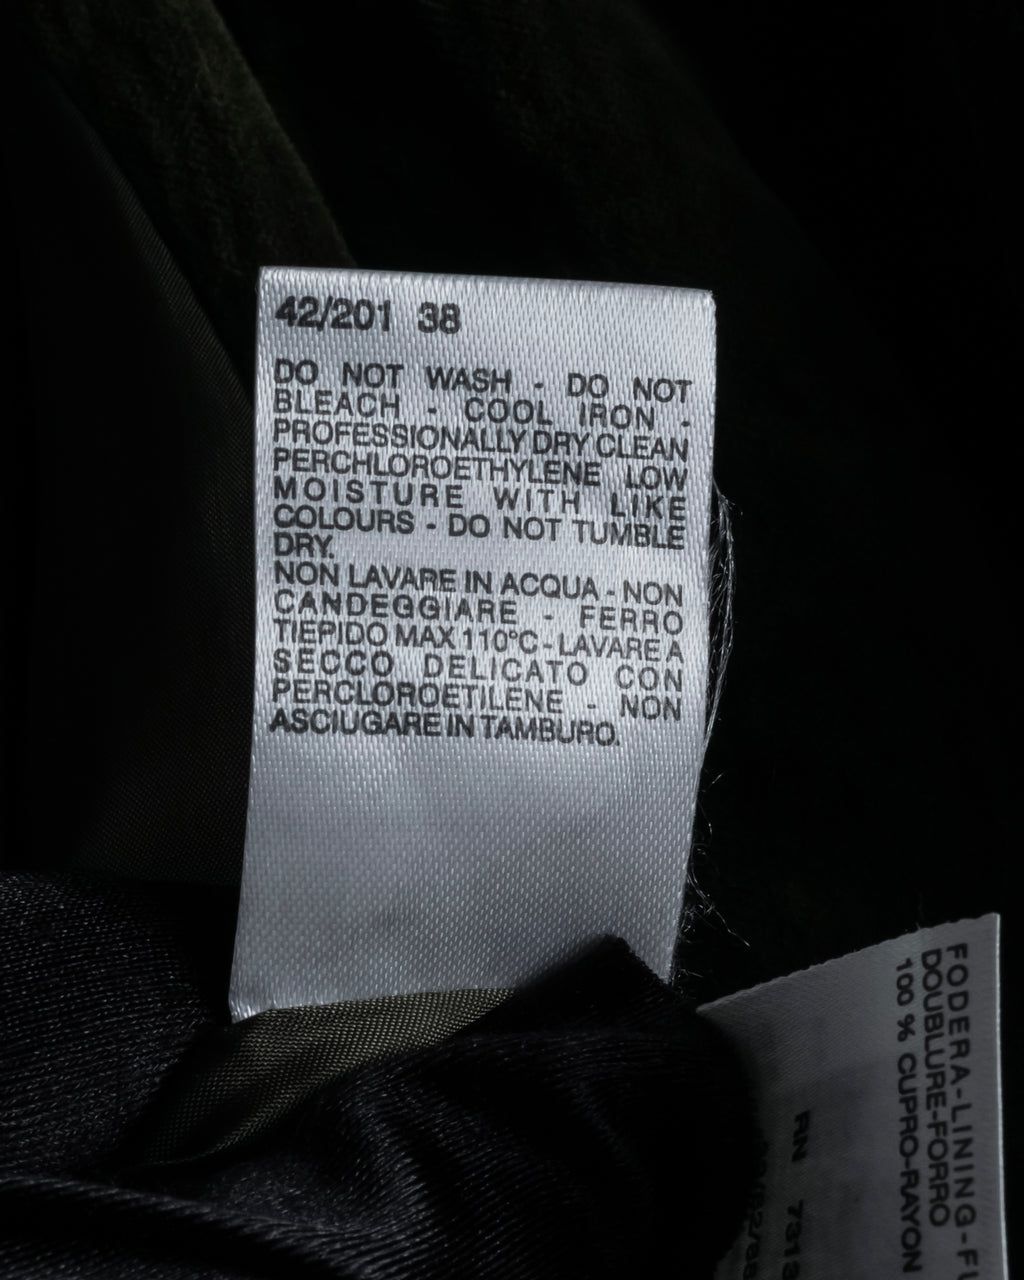 42/201 38
DO NOT WASH - DO NOT
BLEACH - COOL IRON -
PROFESSIONALLY DRY CLEAN
PERCHLOROETHYLENE LOW
MOISTURE WITH LIKE
COLOURS - DO NOT TUMBLE
DRY.
NON LAVARE IN ACQUA - NON
CANDEGGIARE - FERRO
TIEPIDO MAX 110°C - LAVARE A
SECCO DELICATO CON
PERCLOROETILENE - NON
ASCIUGARE IN TAMBURO.
FODERA-LINING-
DOUBLURE-FORRO
100 % CUPRO-RAYON
RN